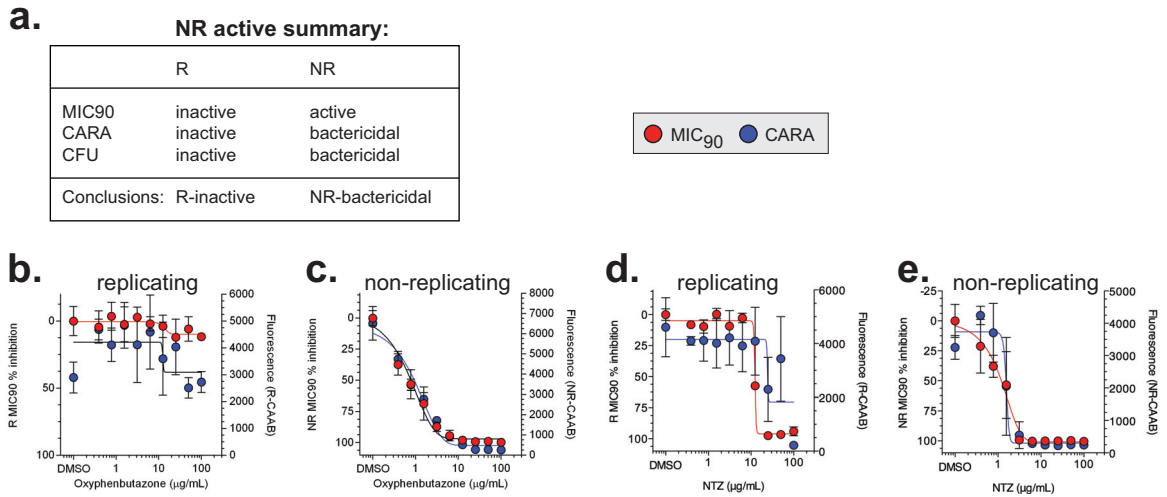 a.
NR active summary:
R NR
MIC90 inactive active
CARA inactive bactericidal
CFU inactive bactericidal
Conclusions: R-inactive NR-bactericidal
MIC90 CARA
b.
replicating
R MIC90 % inhibition
0
25
50
75
100
6000
5000
4000
3000
2000
1000
0
Fluorescence (R-CAAB)
DMSO 1 10 100
Oxyphenbutazone (μg/mL)
c.
non-replicating
NR MIC90 % inhibition
0
25
50
75
100
8000
7000
6000
5000
4000
3000
2000
1000
0
Fluorescence (NR-CAAB)
DMSO 1 10 100
Oxyphenbutazone (μg/mL)
d.
replicating
R MIC90 % inhibition
0
25
50
75
100
6000
4000
2000
0
Fluorescence (R-CAAB)
DMSO 1 10 100
NTZ (μg/mL)
e.
non-replicating
NR MIC90 % inhibition
-25
0
25
50
75
100
5000
4000
3000
2000
1000
0
Fluorescence (NR-CAAB)
DMSO 1 10 100
NTZ (μg/mL)